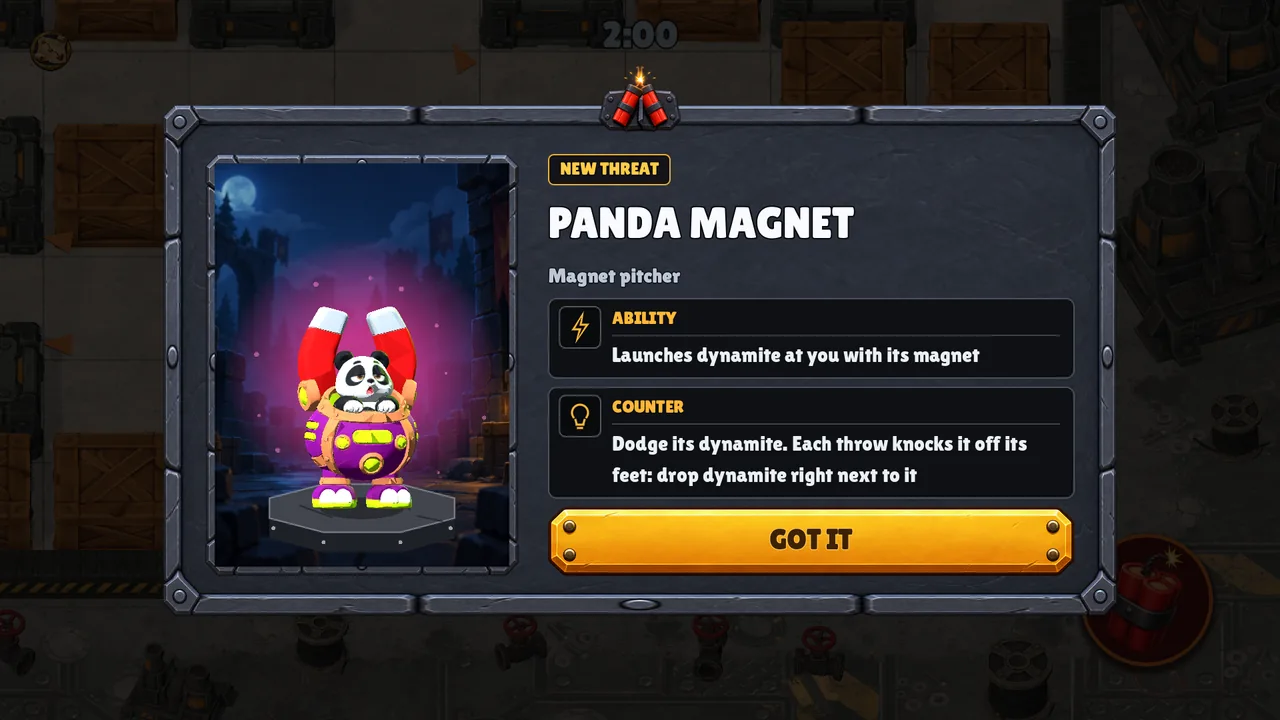 2:00
NEW THREAT
PANDA MAGNET
Magnet pitcher
ABILITY
Launches dynamite at you with its magnet
COUNTER
Dodge its dynamite. Each throw knocks it off its
feet: drop dynamite right next to it
GOT IT